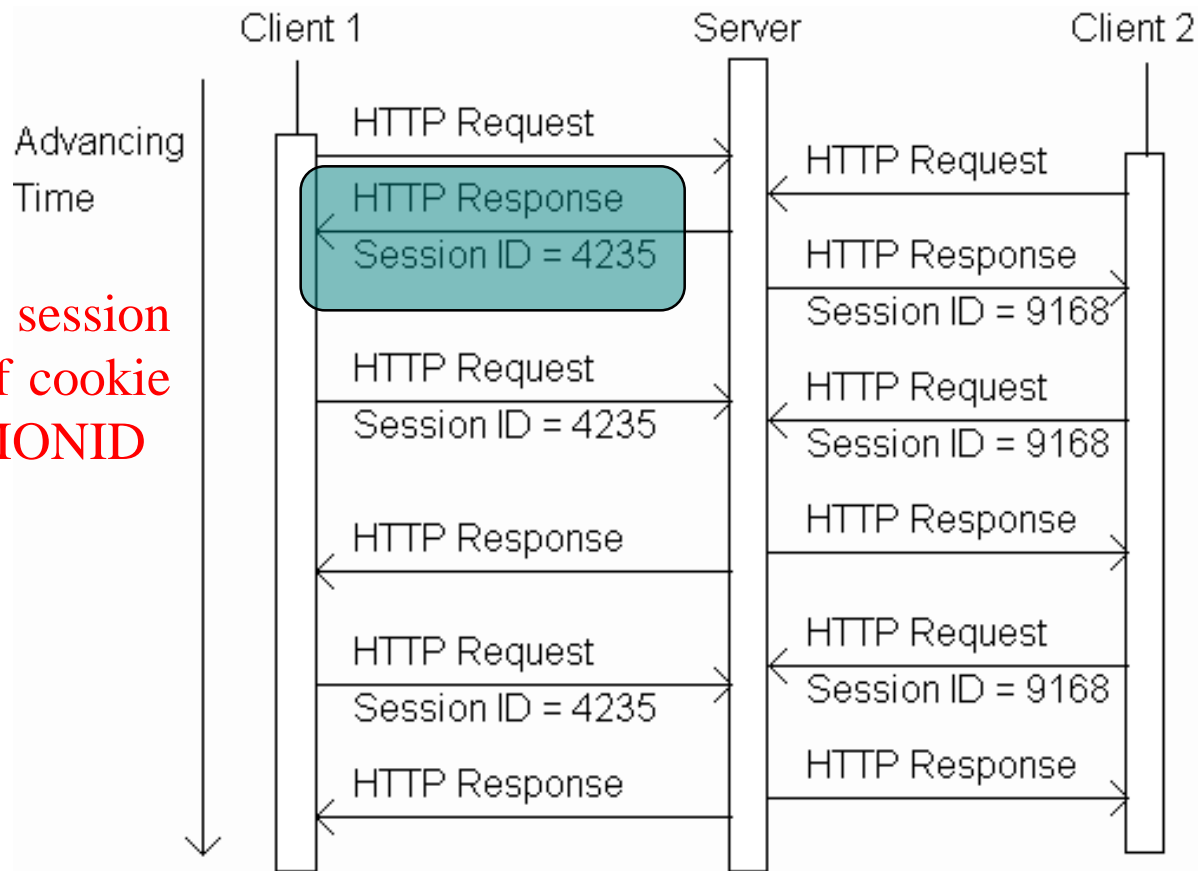 Client 1
Server
Client 2
Advancing
Time
HTTP Request
HTTP Request
HTTP Response
Session ID = 4235
HTTP Response
Session ID = 9168
session
f cookie
IONID
HTTP Request
Session ID = 4235
HTTP Request
Session ID = 9168
HTTP Response
HTTP Response
HTTP Request
Session ID = 4235
HTTP Request
Session ID = 9168
HTTP Response
HTTP Response